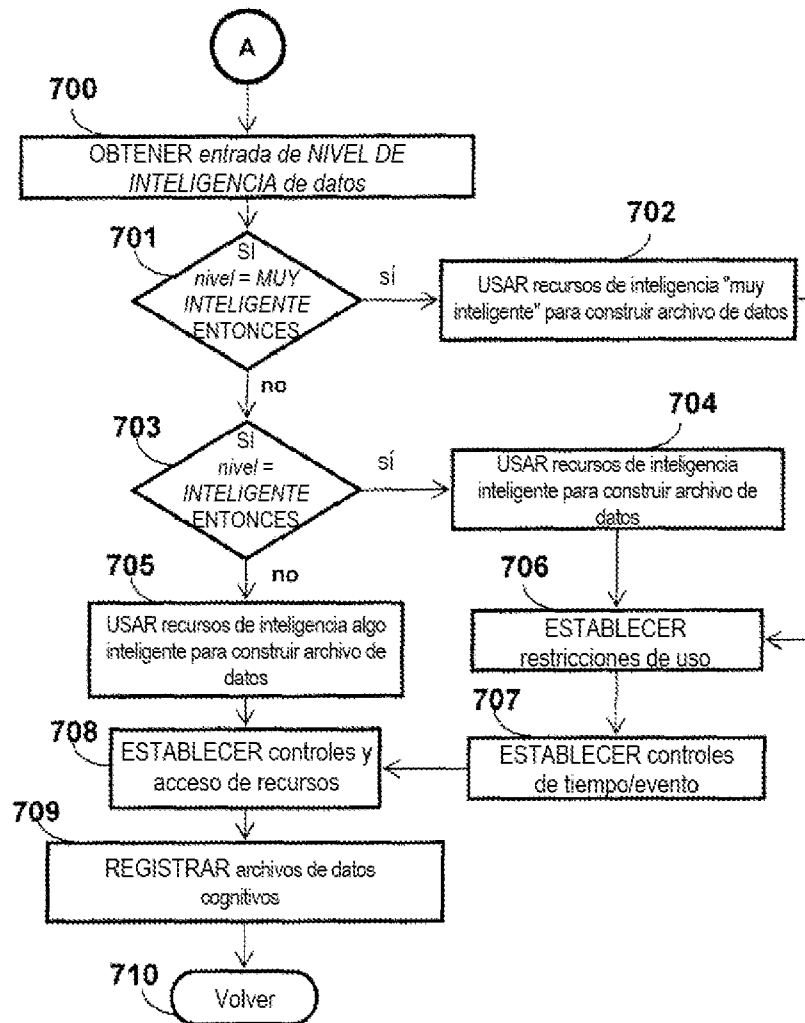 A
700
OBTENER entrada de NIVEL DE
INTELIGENCIA de datos
701
SÍ
nivel = MUY
INTELIGENTE
ENTONCES
sí
702
USAR recursos de inteligencia "muy
inteligente" para construir archivo de datos
no
703
SÍ
nivel =
INTELIGENTE
ENTONCES
sí
704
USAR recursos de inteligencia
inteligente para construir archivo de
datos
no
705
USAR recursos de inteligencia algo
inteligente para construir archivo de
datos
706
ESTABLECER
restricciones de uso
707
ESTABLECER controles
de tiempo/evento
708
ESTABLECER controles y
acceso de recursos
709
REGISTRAR archivos de datos
cognitivos
710
Volver